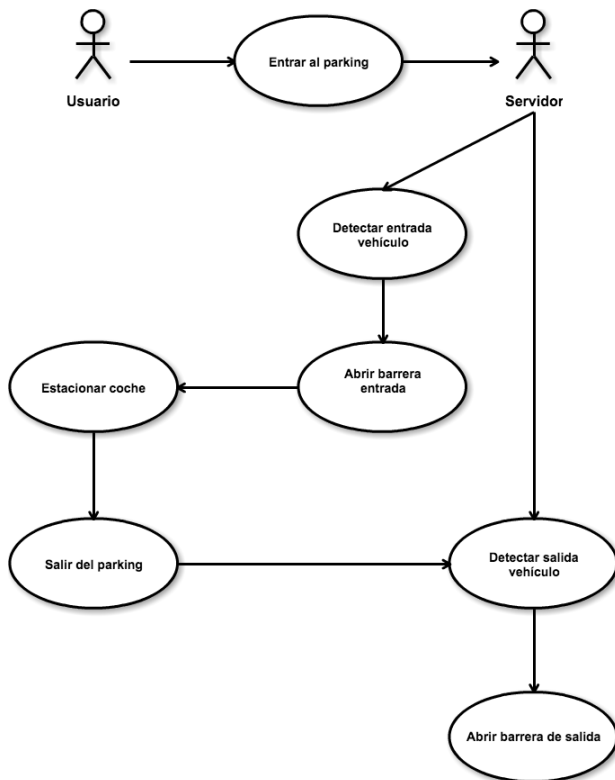 Entrar al parking
Usuario
Servidor
Detectar entrada
vehículo
Abrir barrera
entrada
Estacionar coche
Salir del parking
Detectar salida
vehículo
Abrir barrera de salida